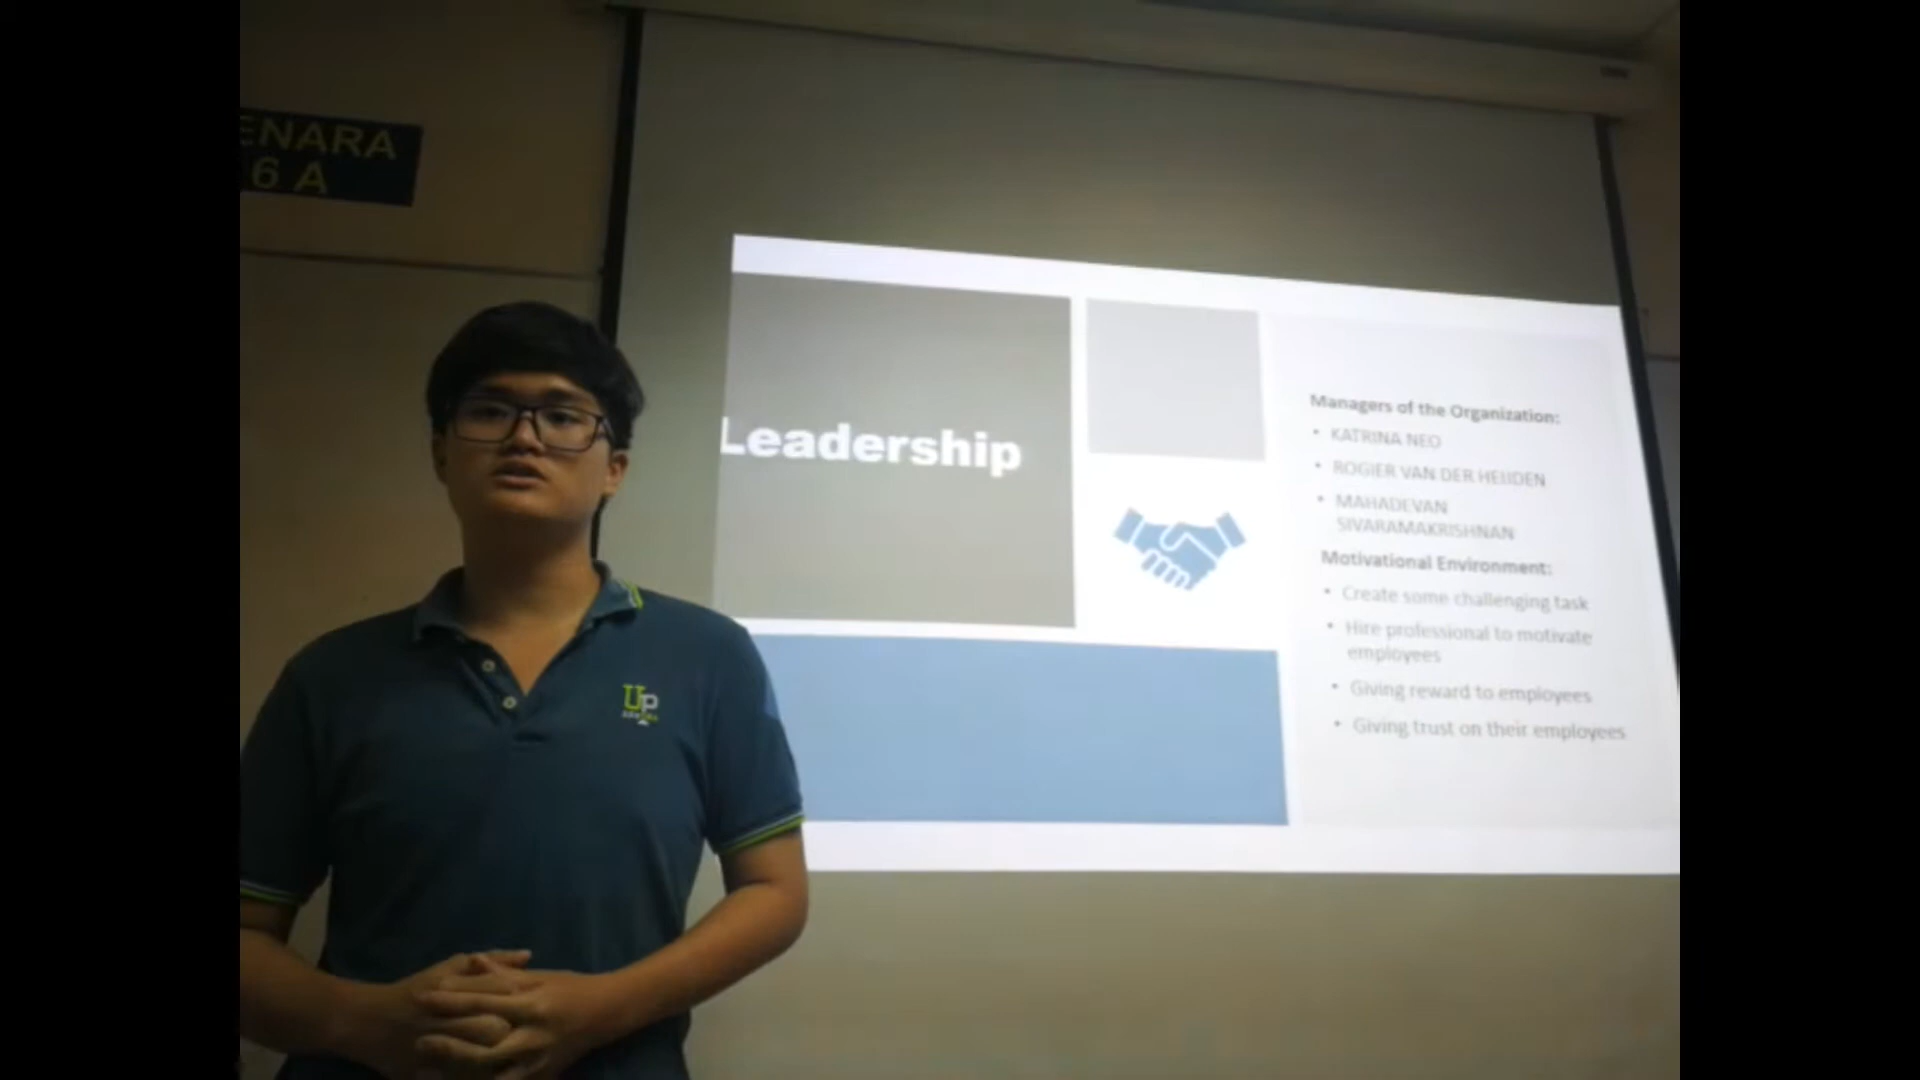 ENARA
6 A
Leadership
Managers of the Organization:
• KATRINA NEO
• ROGIER VAN DER HEIJDEN
• MAHADEVAN
SIVARAMAKRISHNAN
Motivational Environment:
• Create some challenging task
• Hire professional to motivate
employees
• Giving reward to employees
• Giving trust on their employees
Up